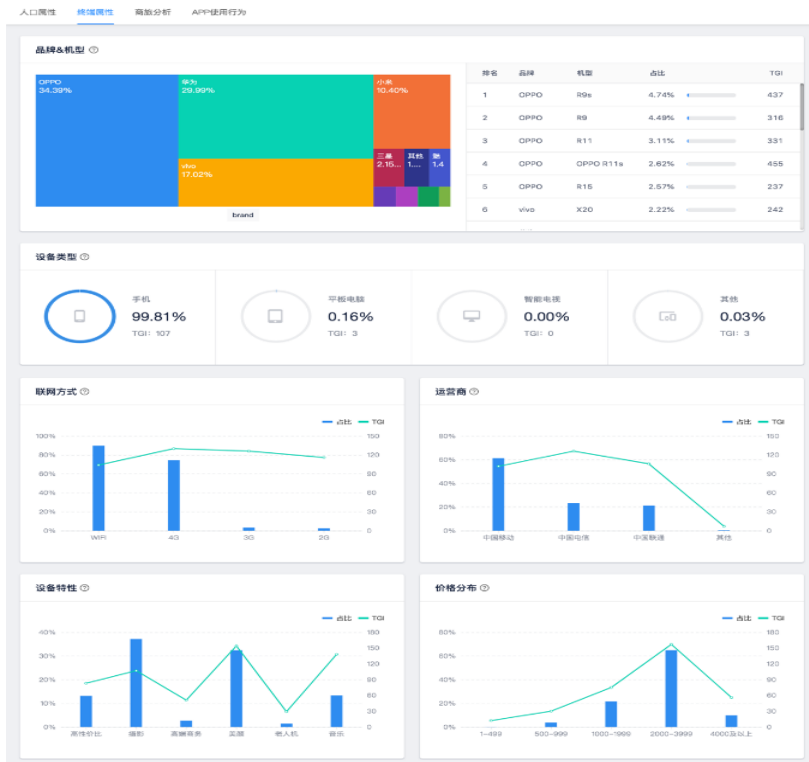 人口属性 终端属性 商旅分析 APP使用行为
品牌&机型
OPPO
34.39%
华为
29.99%
小米
10.40%
vivo
17.02%
三星
2.15...
其他
1....
魅
1.4
brand
排名 品牌 机型 占比 TGI
1 OPPO R9s 4.74% 437
2 OPPO R9 4.49% 316
3 OPPO R11 3.11% 331
4 OPPO OPPO R11s 2.62% 455
5 OPPO R15 2.57% 237
6 vivo X20 2.22% 242
设备类型
手机
99.81%
TGI: 107
平板电脑
0.16%
TGI: 3
智能电视
0.00%
TGI: 0
其他
0.03%
TGI: 3
联网方式
占比 TGI
100% 150
80% 120
60% 90
40% 60
20% 30
0% 0
WIFI 4G 3G 2G
运营商
占比 TGI
80% 150
60% 120
90
40% 60
20% 30
0% 0
中国移动 中国电信 中国联通 其他
设备特性
占比 TGI
40% 180
150
30% 120
20% 90
60
10% 30
0% 0
高性价比 摄影 高端商务 美颜 老人机 音乐
价格分布
占比 TGI
80% 180
150
60% 120
40% 90
60
20% 30
0% 0
1-499 500-999 1000-1999 2000-3999 4000及以上